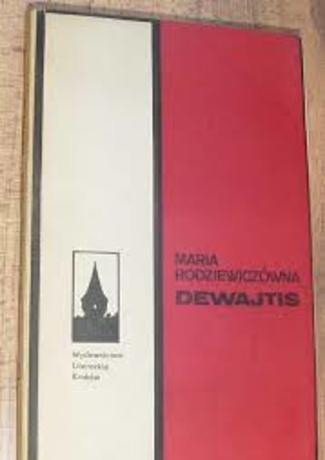 MARIA
RODZIEWICZÓWNA
DEWAJTIS
Wydawnictwo
Literackie
Kraków